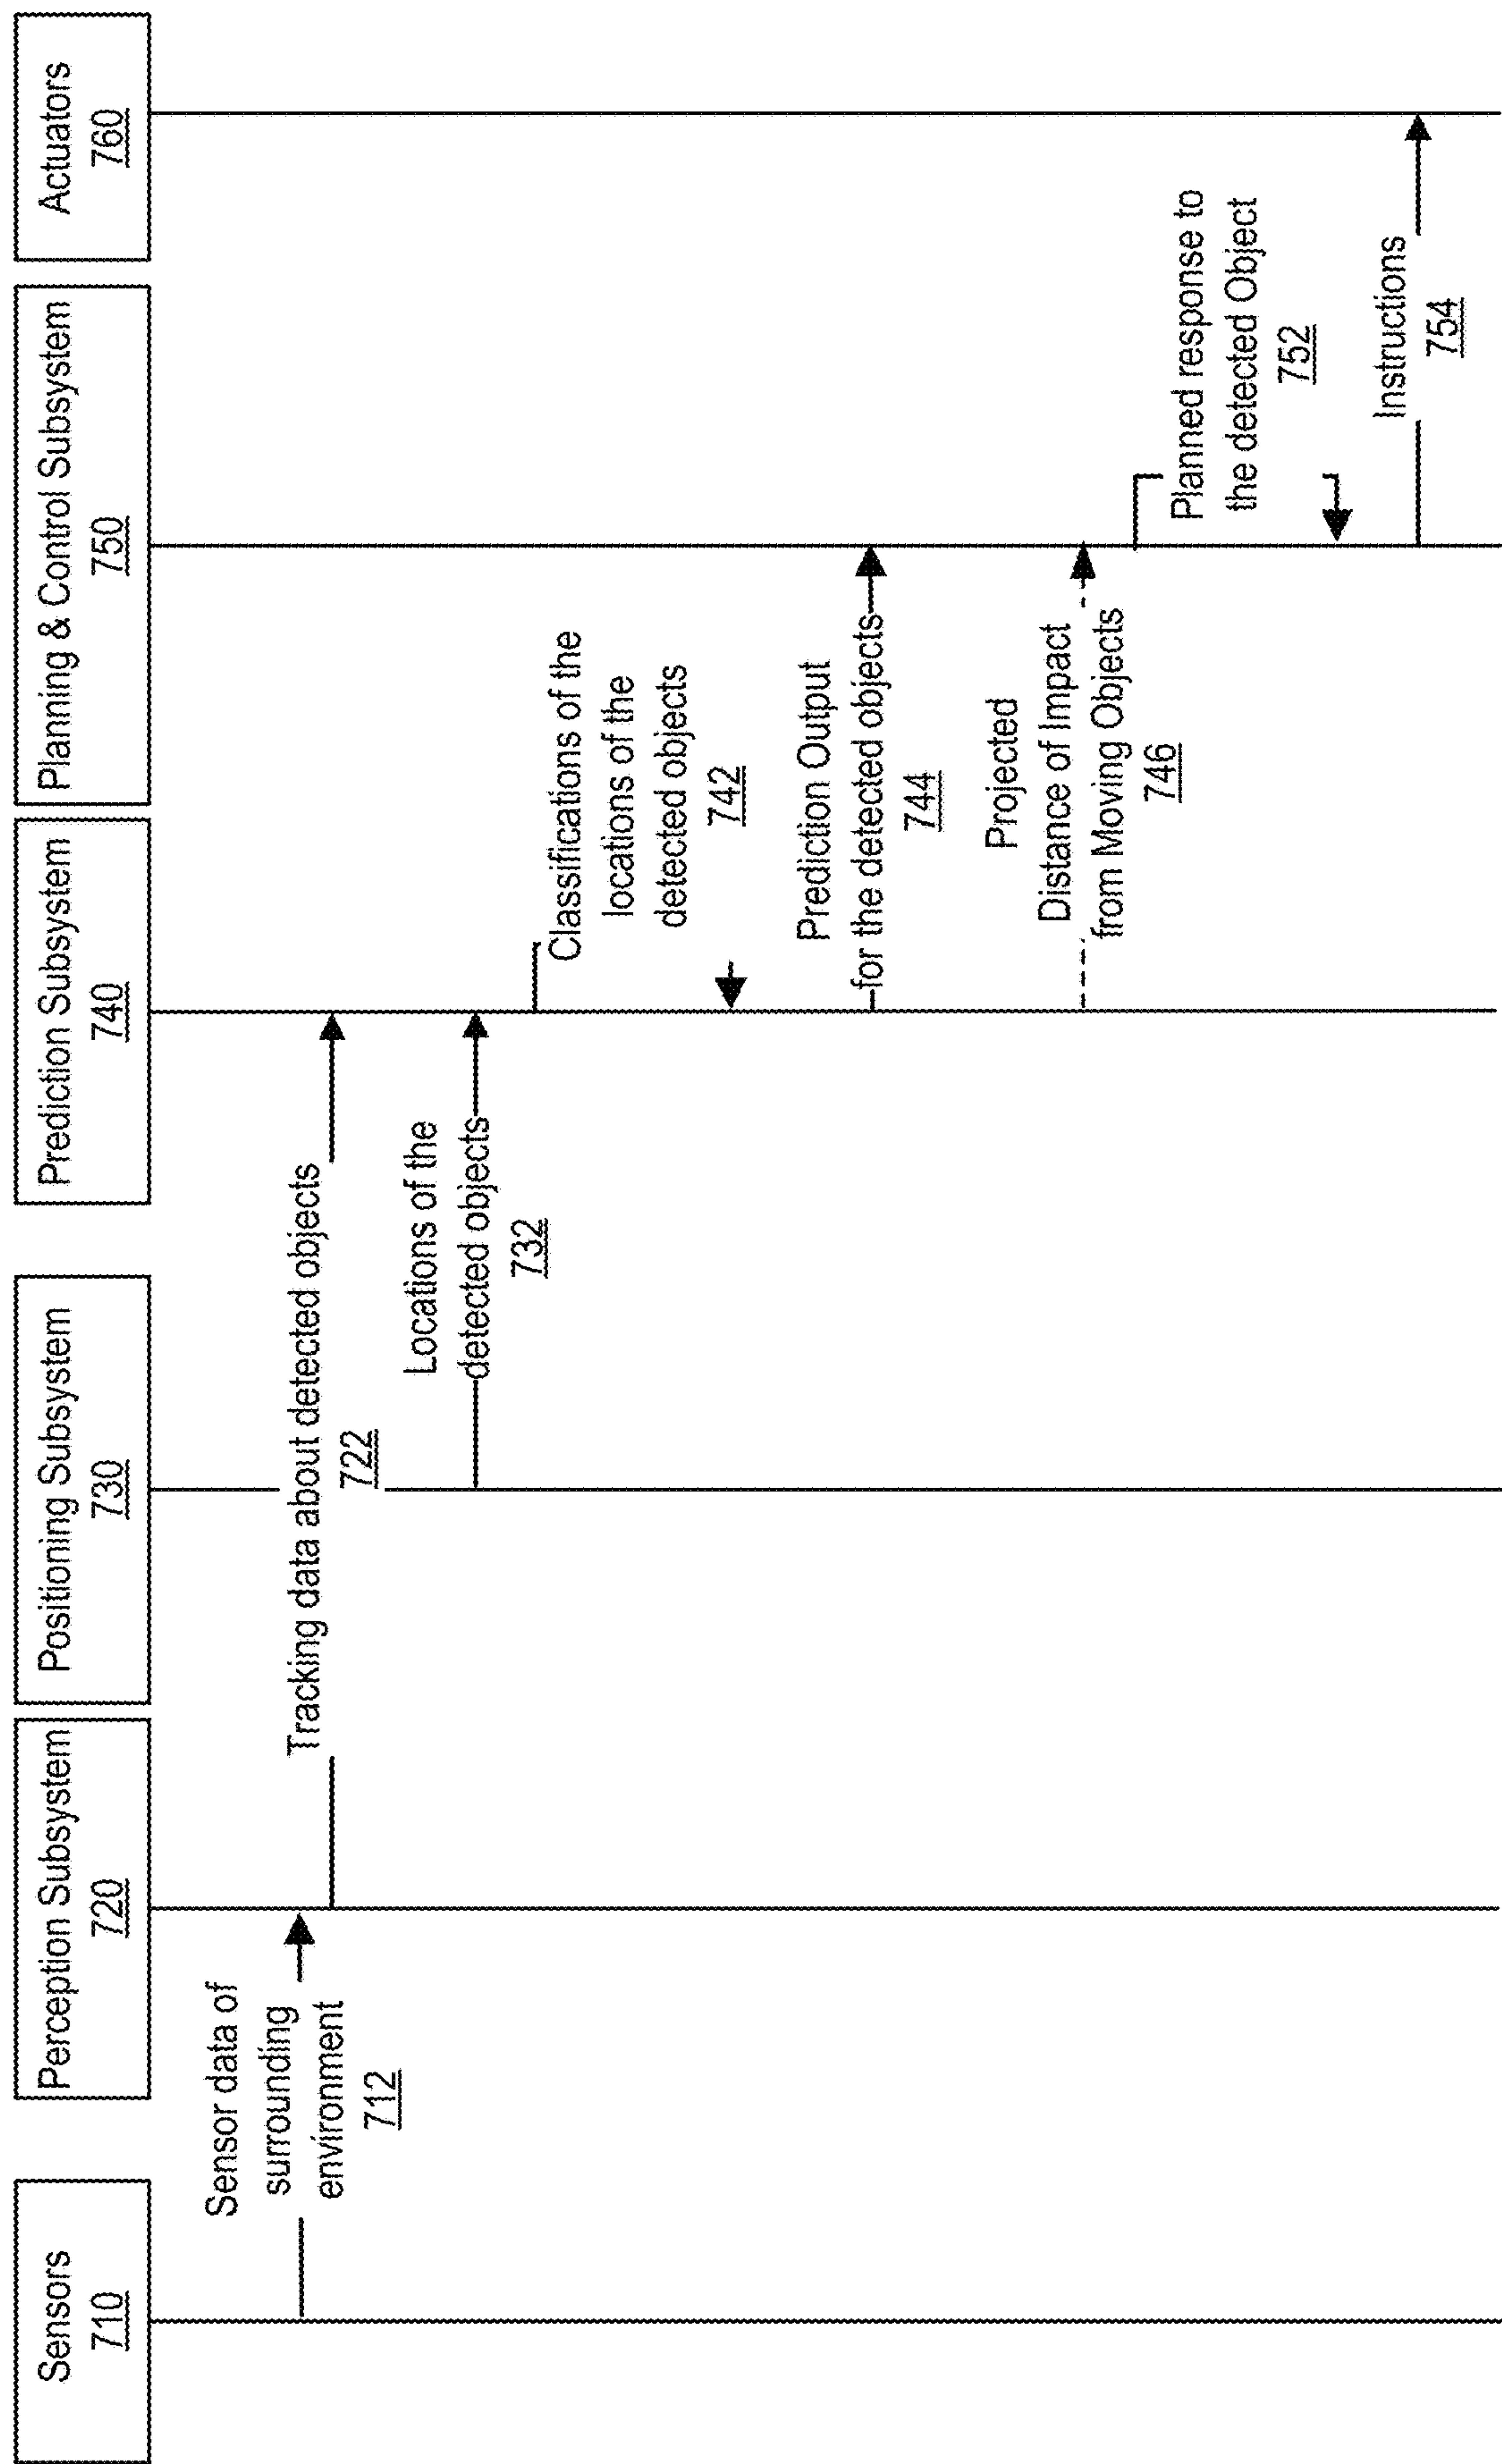 Sensors
710
Perception Subsystem
720
Positioning Subsystem
730
Prediction Subsystem
740
Planning & Control Subsystem
750
Actuators
760
Sensor data of
surrounding
environment
712
Tracking data about detected objects
722
Locations of the
detected objects
732
Classifications of the
locations of the
detected objects
742
Prediction Output
for the detected objects
744
Projected
Distance of Impact
from Moving Objects
746
Planned response to
the detected Object
752
Instructions
754